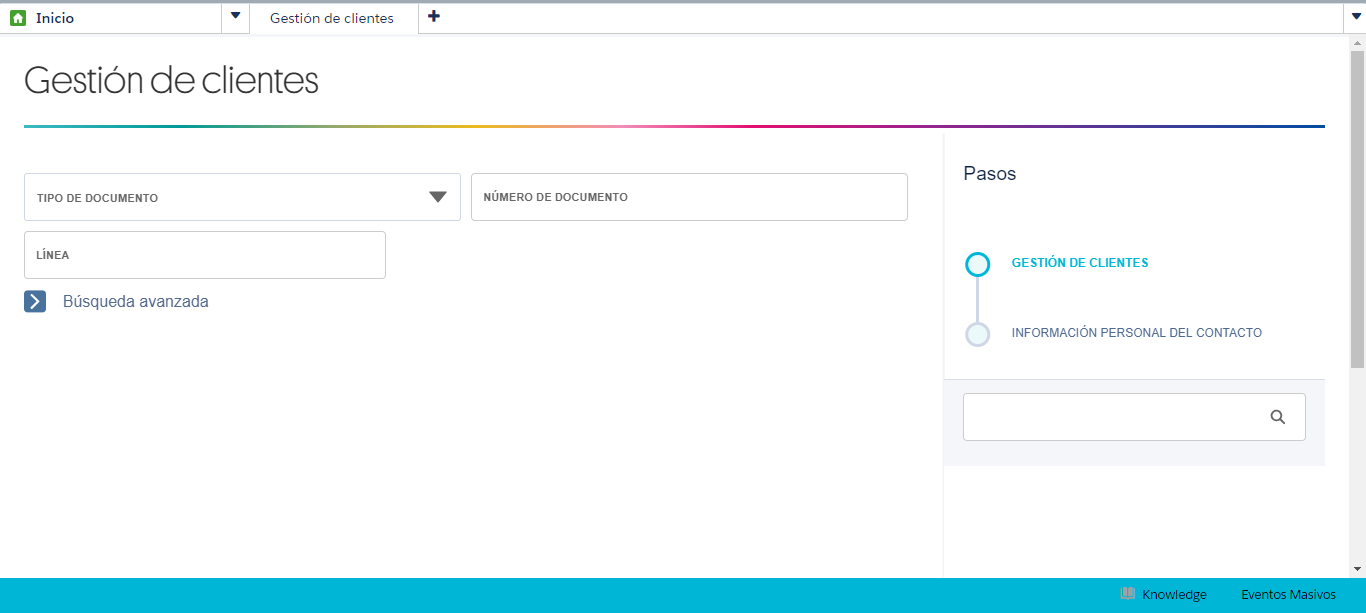 Inicio
Gestión de clientes
Gestión de clientes
TIPO DE DOCUMENTO
NÚMERO DE DOCUMENTO
LÍNEA
Búsqueda avanzada
Pasos
GESTIÓN DE CLIENTES
INFORMACIÓN PERSONAL DEL CONTACTO
Knowledge
Eventos Masivos